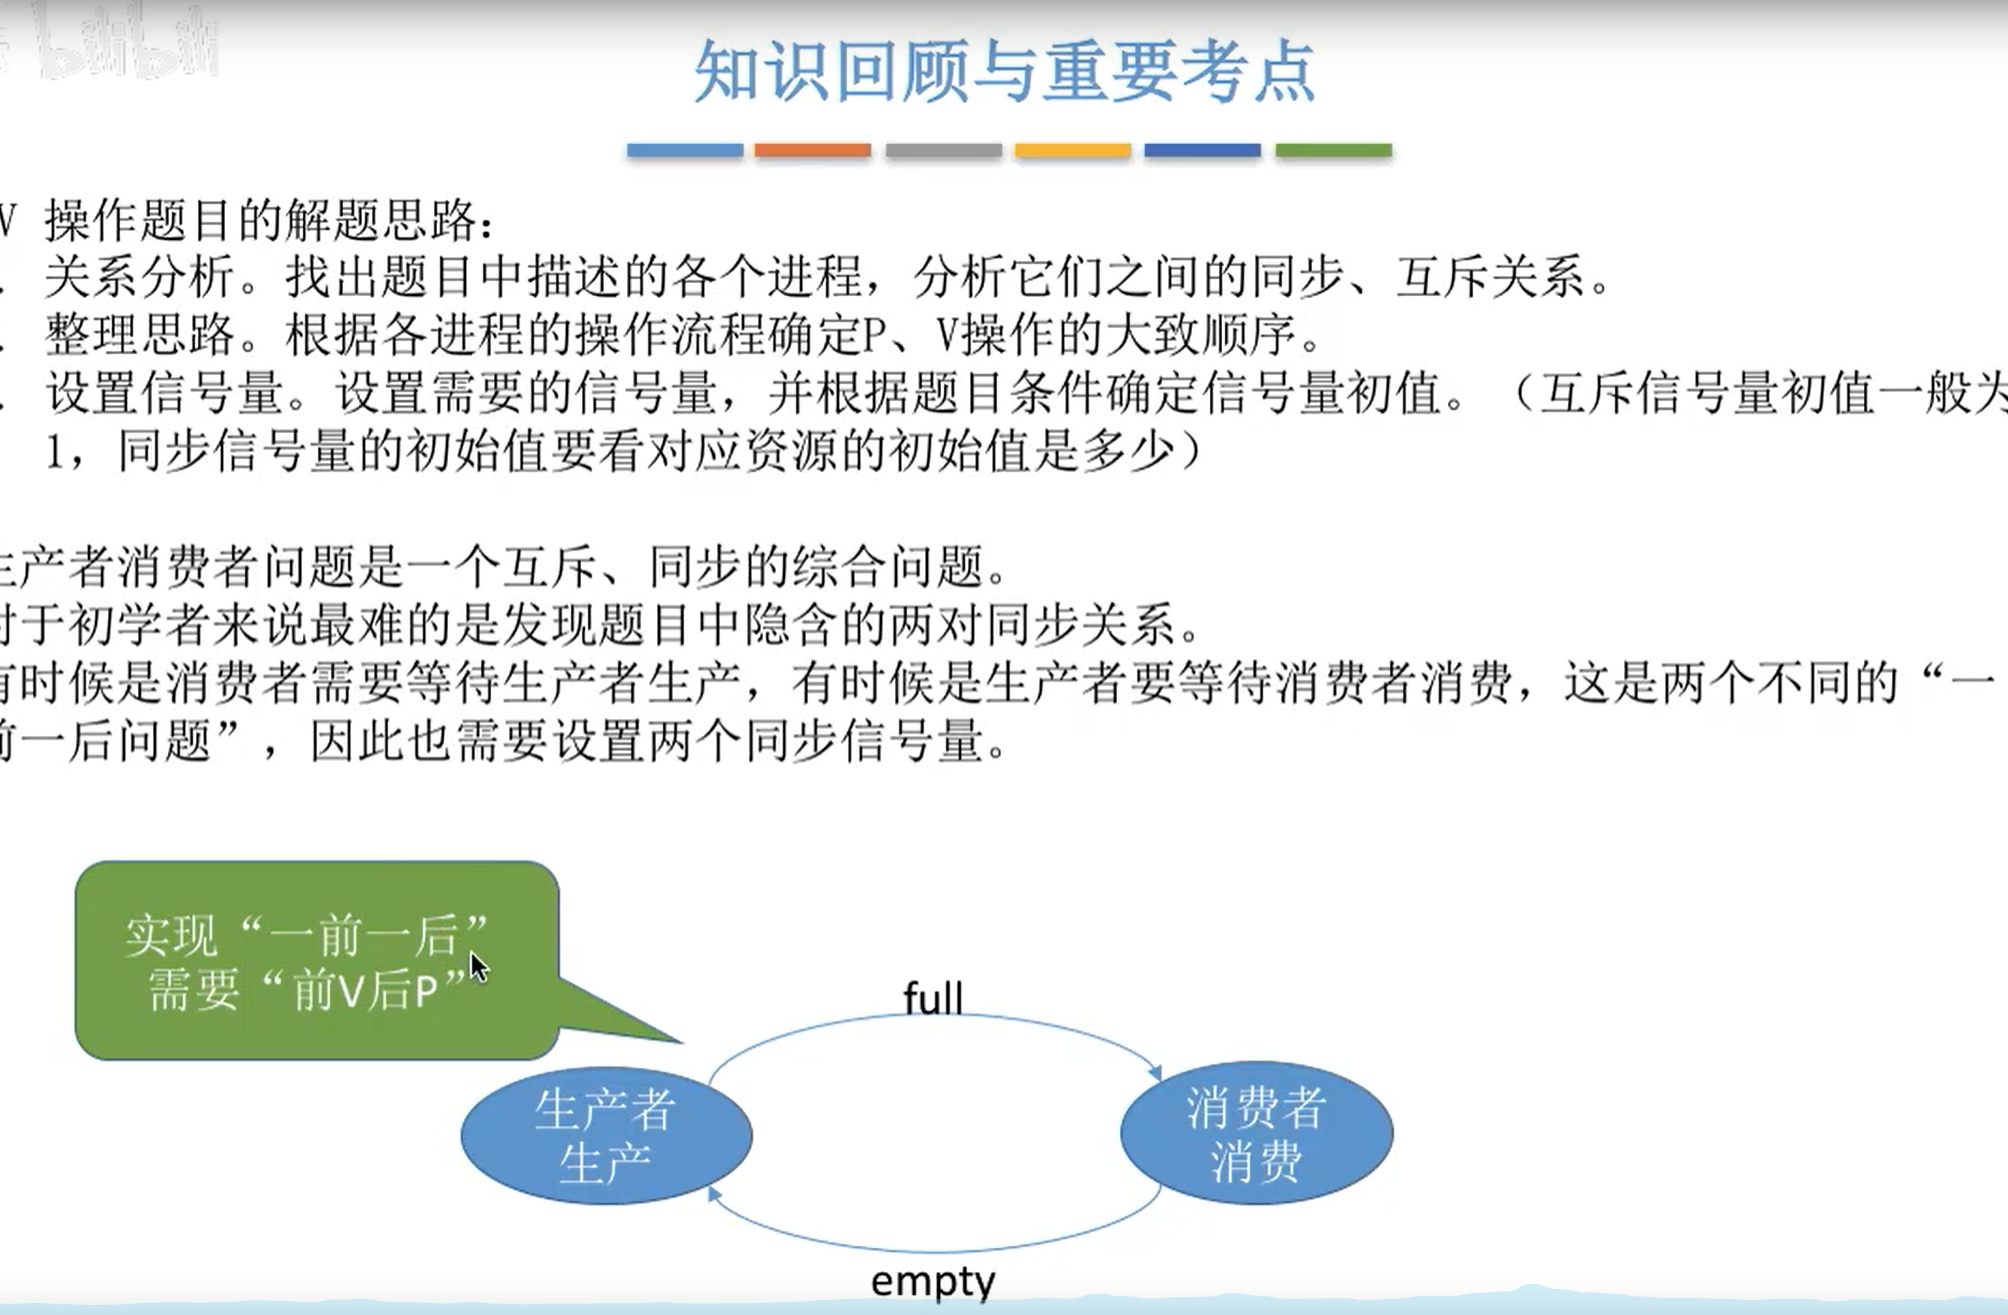 bilibili
知识回顾与重要考点
V 操作题目的解题思路:
. 关系分析。找出题目中描述的各个进程，分析它们之间的同步、互斥关系。
. 整理思路。根据各进程的操作流程确定P、V操作的大致顺序。
. 设置信号量。设置需要的信号量，并根据题目条件确定信号量初值。（互斥信号量初值一般为
1，同步信号量的初始值要看对应资源的初始值是多少）
生产者消费者问题是一个互斥、同步的综合问题。
对于初学者来说最难的是发现题目中隐含的两对同步关系。
有时候是消费者需要等待生产者生产，有时候是生产者要等待消费者消费，这是两个不同的“一
前一后问题”，因此也需要设置两个同步信号量。
实现“一前一后”
需要“前V后P”
full
生产者
生产
消费者
消费
empty